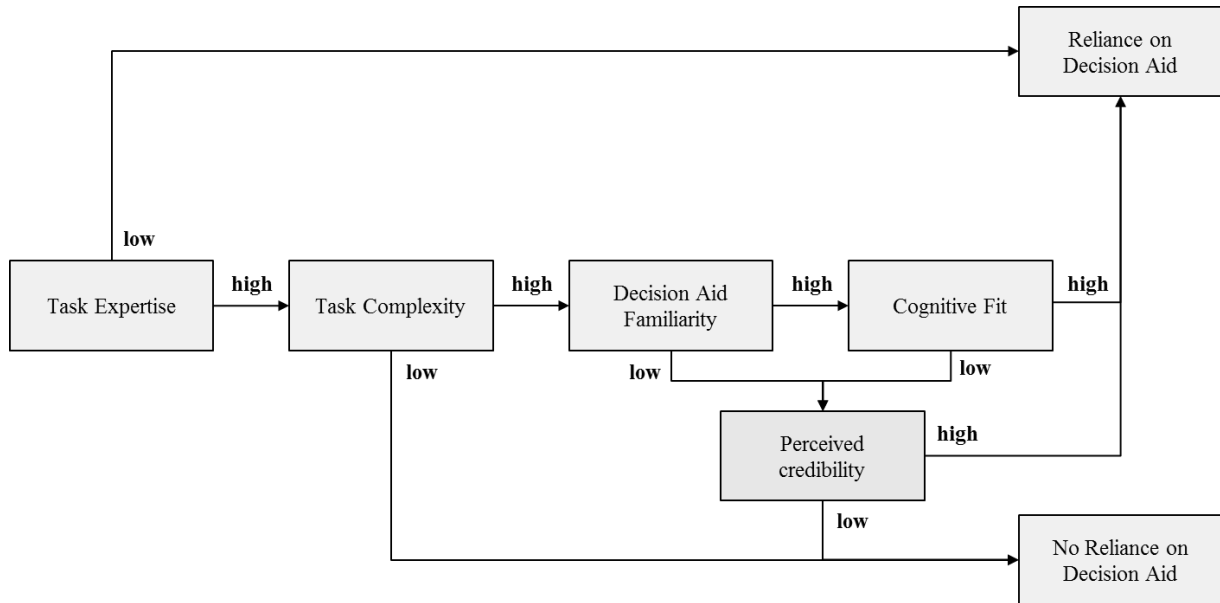 Reliance on
Decision Aid
low
Task Expertise
high
Task Complexity
high
Decision Aid
Familiarity
high
Cognitive Fit
high
low
low
low
Perceived
credibility
high
low
No Reliance on
Decision Aid